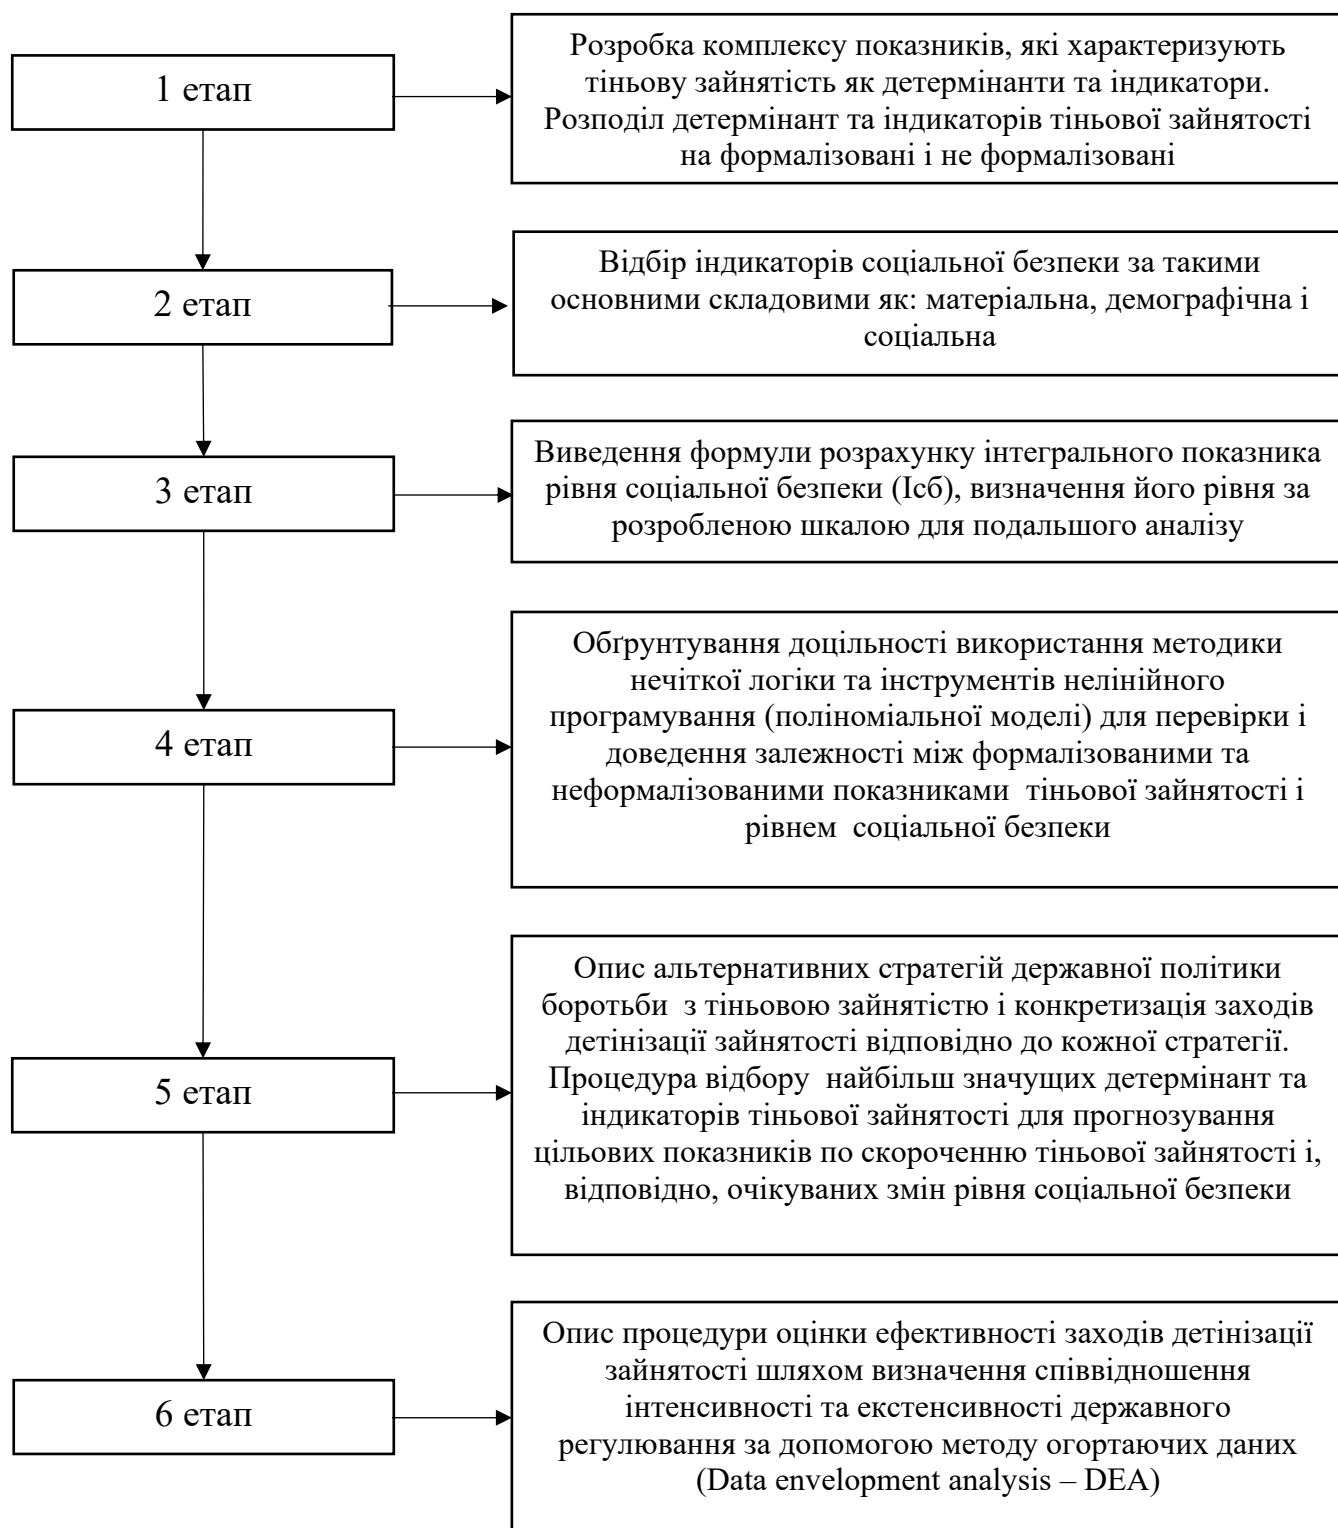 1 етап
Розробка комплексу показників, які характеризують
тіньову зайнятість як детермінанти та індикатори.
Розподіл детермінант та індикаторів тіньової зайнятості
на формалізовані і не формалізовані
2 етап
Відбір індикаторів соціальної безпеки за такими
основними складовими як: матеріальна, демографічна і
соціальна
3 етап
Виведення формули розрахунку інтегрального показника
рівня соціальної безпеки (Ісб), визначення його рівня за
розробленою шкалою для подальшого аналізу
4 етап
Обґрунтування доцільності використання методики
нечіткої логіки та інструментів нелінійного
програмування (поліноміальної моделі) для перевірки і
доведення залежності між формалізованими та
неформалізованими показниками тіньової зайнятості і
рівнем соціальної безпеки
5 етап
Опис альтернативних стратегій державної політики
боротьби з тіньовою зайнятістю і конкретизація заходів
детінізації зайнятості відповідно до кожної стратегії.
Процедура відбору найбільш значущих детермінант та
індикаторів тіньової зайнятості для прогнозування
цільових показників по скороченню тіньової зайнятості і,
відповідно, очікуваних змін рівня соціальної безпеки
6 етап
Опис процедури оцінки ефективності заходів детінізації
зайнятості шляхом визначення співвідношення
інтенсивності та екстенсивності державного
регулювання за допомогою методу огортаючих даних
(Data envelopment analysis – DEA)